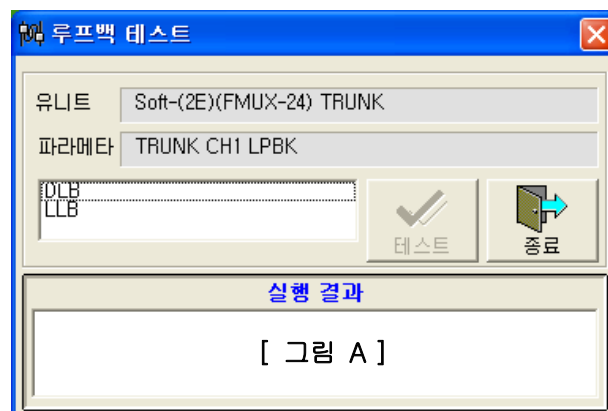 루프백 테스트
유니트 Soft-(2E)(FMUX-24) TRUNK
파라메타 TRUNK CH1 LPBK
DLB
LLB
테스트 종료
실행 결과
[ 그림 A ]